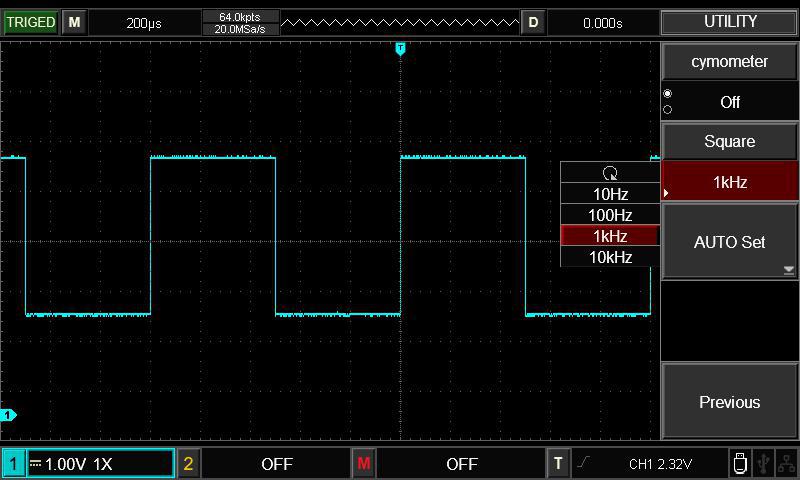 TRIGED M 200μs 64.0kpts D 0.000s UTILITY
20.0MSa/s
T
cymometer
Off
Square
1kHz
10Hz
100Hz
1kHz
10kHz
AUTO Set
Previous
1
1 1.00V 1X 2 OFF M OFF T CH1 2.32V